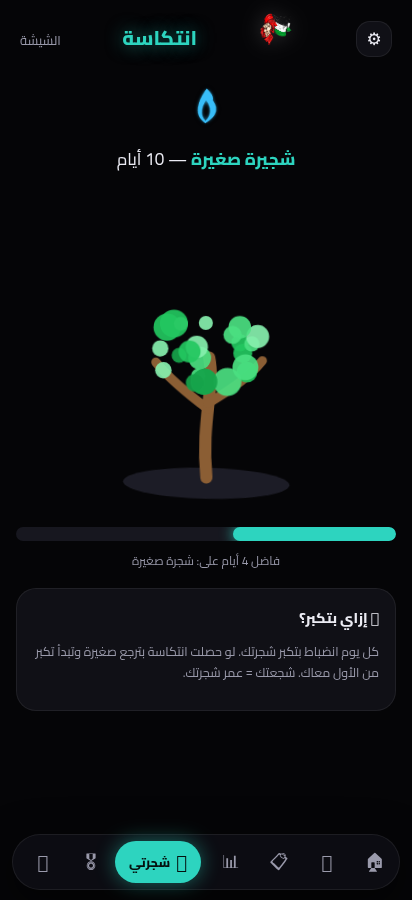 انتكاسة
الشيشة
شجيرة صغيرة — 10 أيام
فاضل 4 أيام على: شجرة صغيرة
إزاي بتكبر؟
كل يوم انضباط بتكبر شجرتك. لو حصلت انتكاسة بترجع صغيرة وتبدأ تكبر
من الأول معاك. شجعتك = عمر شجرتك.
شجرتي